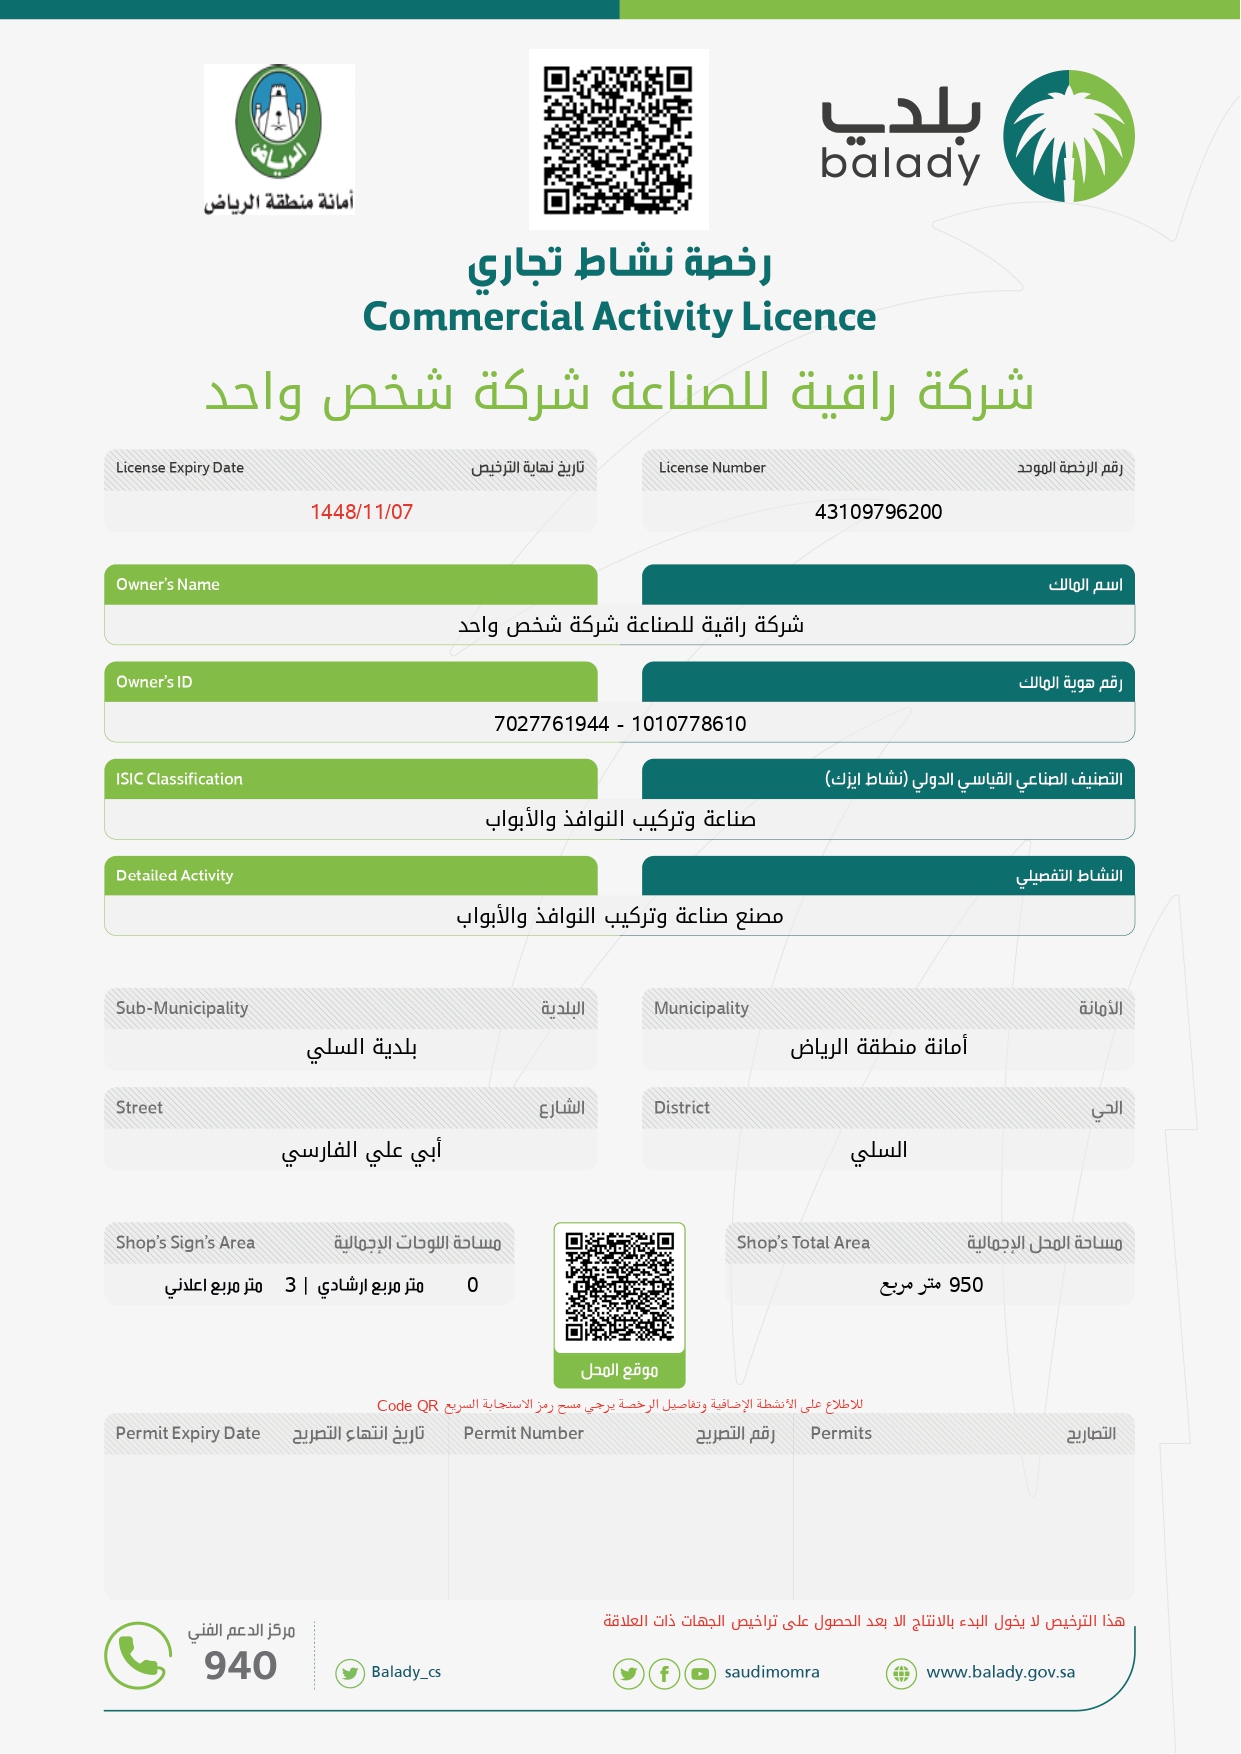 الرياض
أمانة منطقة الرياض
بلدي
balady
رخصة نشاط تجاري
Commercial Activity Licence
شركة راقية للصناعة شركة شخص واحد
رقم الرخصة الموحد License Number
43109796200
تاريخ نهاية الترخيص License Expiry Date
1448/11/07
اسم المالك Owner's Name
شركة راقية للصناعة شركة شخص واحد
رقم هوية المالك Owner's ID
7027761944 - 1010778610
التصنيف الصناعي القياسي الدولي (نشاط ايزك) ISIC Classification
صناعة وتركيب النوافذ والأبواب
النشاط التفصيلي Detailed Activity
مصنع صناعة وتركيب النوافذ والأبواب
الأمانة Municipality
أمانة منطقة الرياض
البلدية Sub-Municipality
بلدية السلي
الحي District
السلي
الشارع Street
أبي علي الفارسي
مساحة المحل الإجمالية Shop's Total Area
950 متر مربع
مساحة اللوحات الإجمالية Shop's Sign's Area
0 متر مربع ارشادي | 3 متر مربع اعلاني
موقع المحل
للاطلاع على الأنشطة الإضافية وتفاصيل الرخصة يرجي مسح رمز الاستجابة السريع Code QR
التصاريح Permits رقم التصريح Permit Number تاريخ انتهاء التصريح Permit Expiry Date
هذا الترخيص لا يخول البدء بالانتاج الا بعد الحصول على تراخيص الجهات ذات العلاقة
www.balady.gov.sa
saudimomra
Balady_cs
مركز الدعم الفني
940